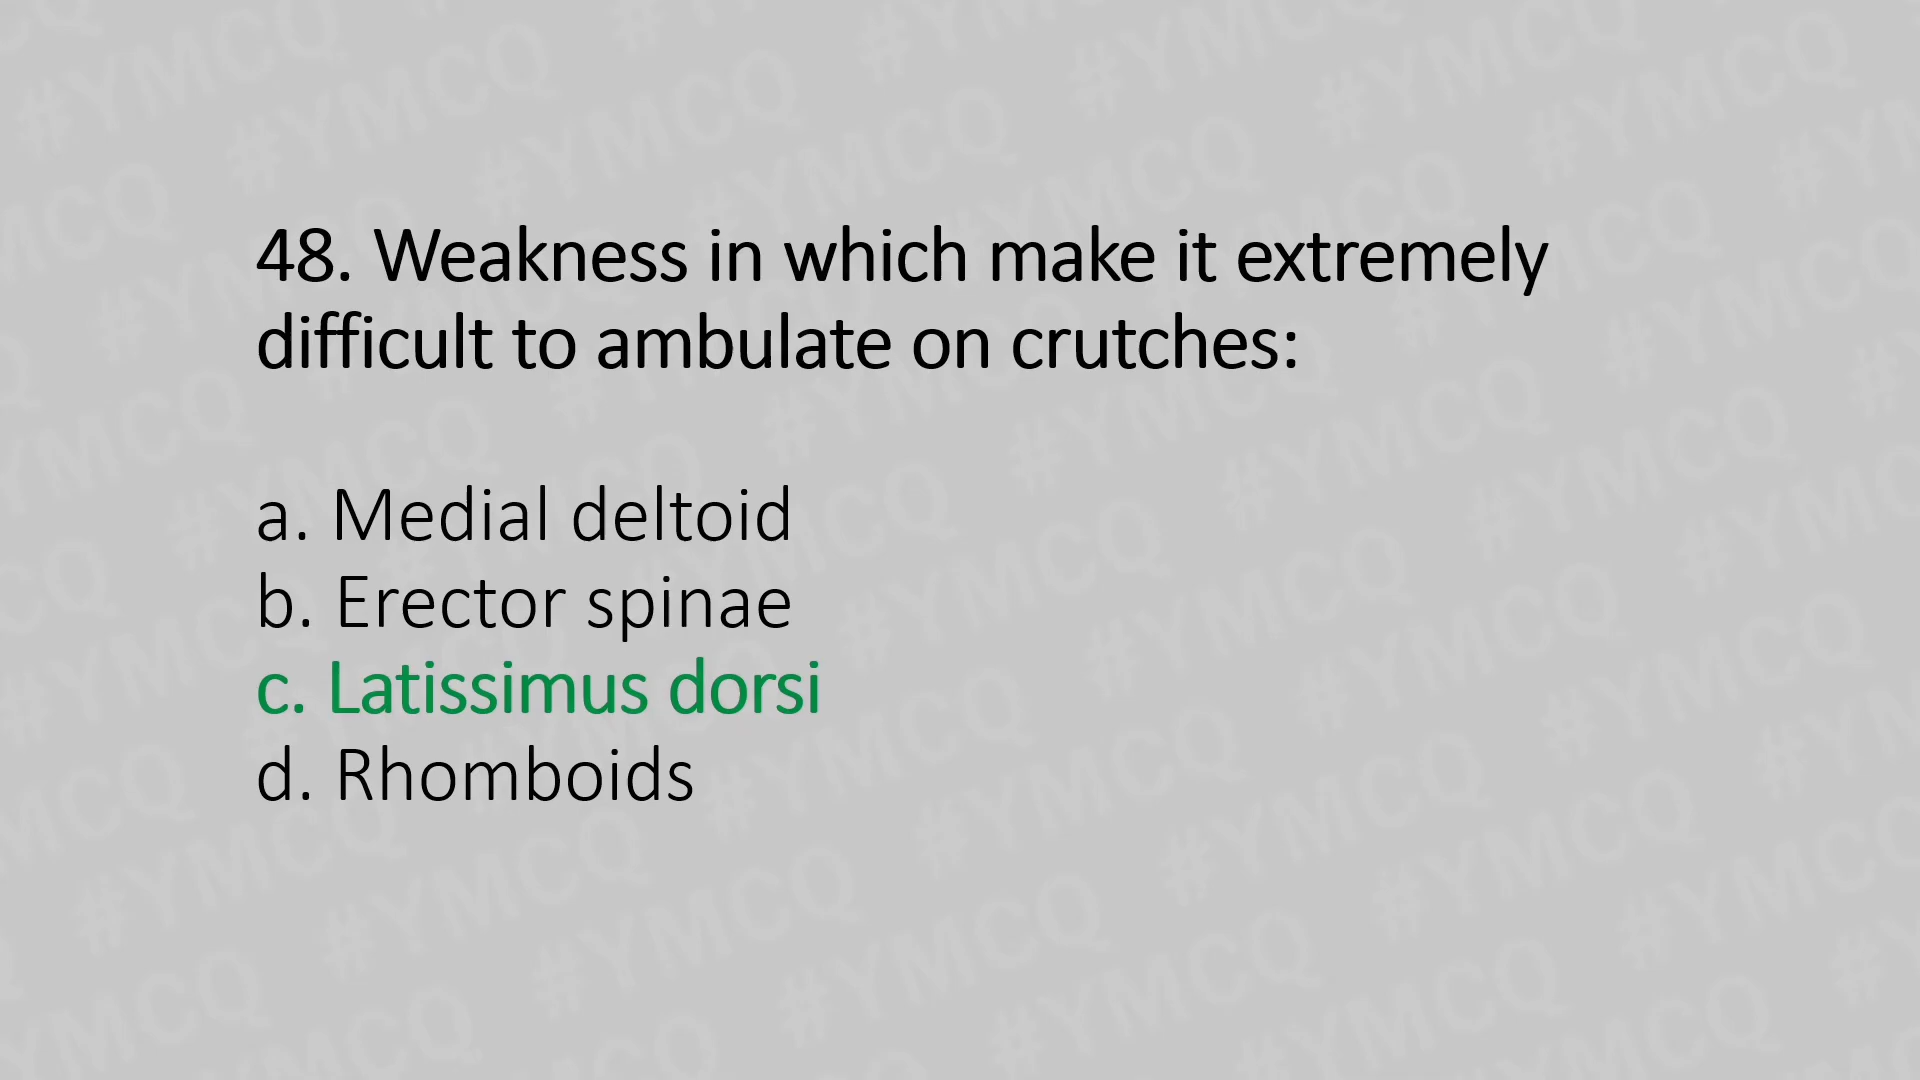 48. Weakness in which make it extremely
difficult to ambulate on crutches:
a. Medial deltoid
b. Erector spinae
c. Latissimus dorsi
d. Rhomboids
#YMCQ